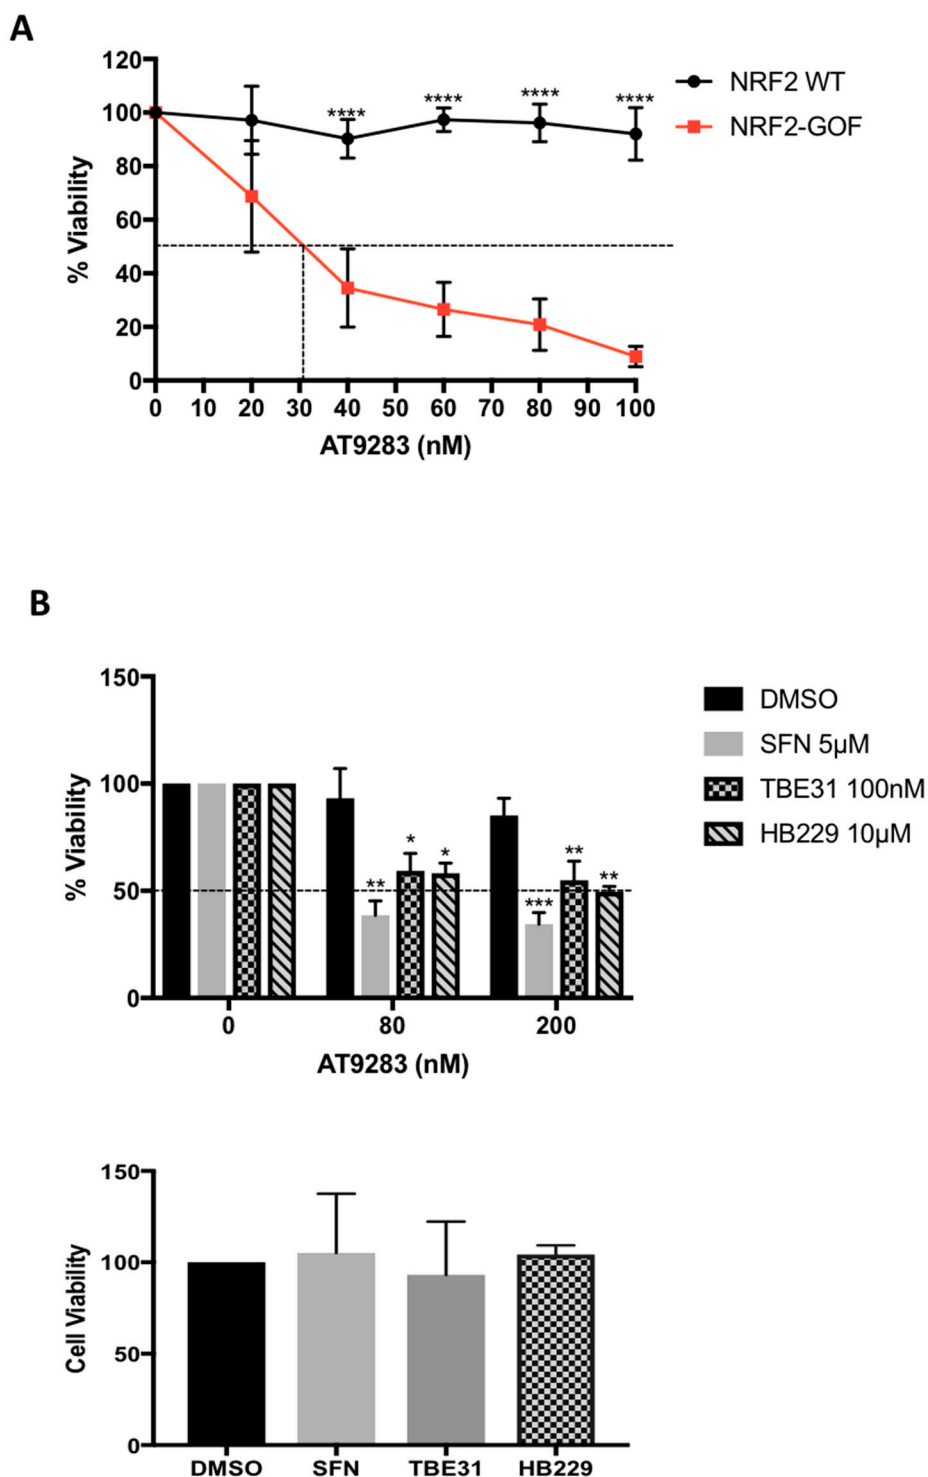 A
120
100
80
60
40
20
0
% Viability
**** **** **** ****
NRF2 WT
NRF2-GOF
0 10 20 30 40 50 60 70 80 90 100
AT9283 (nM)
B
150
100
50
0
% Viability
** * *
*** ** **
DMSO
SFN 5µM
TBE31 100nM
HB229 10µM
0 80 200
AT9283 (nM)
150
100
50
0
Cell Viability
DMSO SFN TBE31 HB229